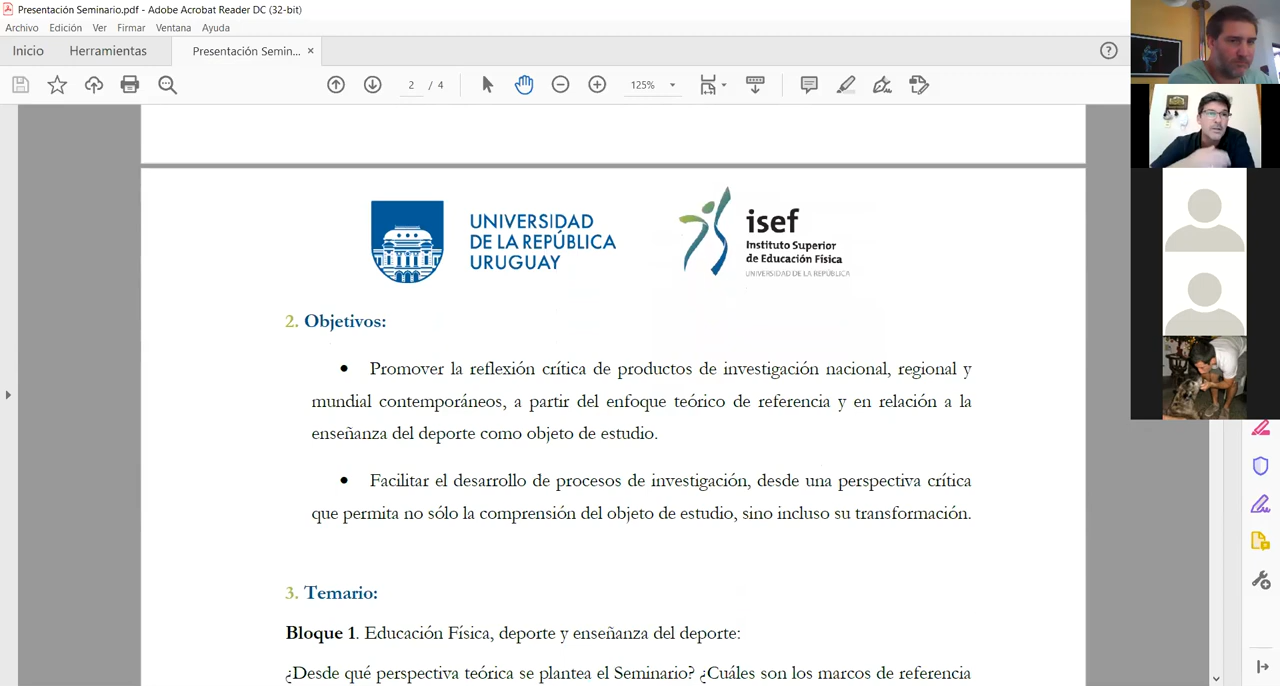 Presentación Seminario.pdf - Adobe Acrobat Reader DC (32-bit)
Archivo Edición Ver Firmar Ventana Ayuda
Inicio Herramientas Presentación Semin... ×
2 / 4 125%
UNIVERSIDAD
DE LA REPÚBLICA
URUGUAY
isef
Instituto Superior
de Educación Física
UNIVERSIDAD DE LA REPÚBLICA
2. Objetivos:
• Promover la reflexión crítica de productos de investigación nacional, regional y
mundial contemporáneos, a partir del enfoque teórico de referencia y en relación a la
enseñanza del deporte como objeto de estudio.
• Facilitar el desarrollo de procesos de investigación, desde una perspectiva crítica
que permita no sólo la comprensión del objeto de estudio, sino incluso su transformación.
3. Temario:
Bloque 1. Educación Física, deporte y enseñanza del deporte:
¿Desde qué perspectiva teórica se plantea el Seminario? ¿Cuáles son los marcos de referencia